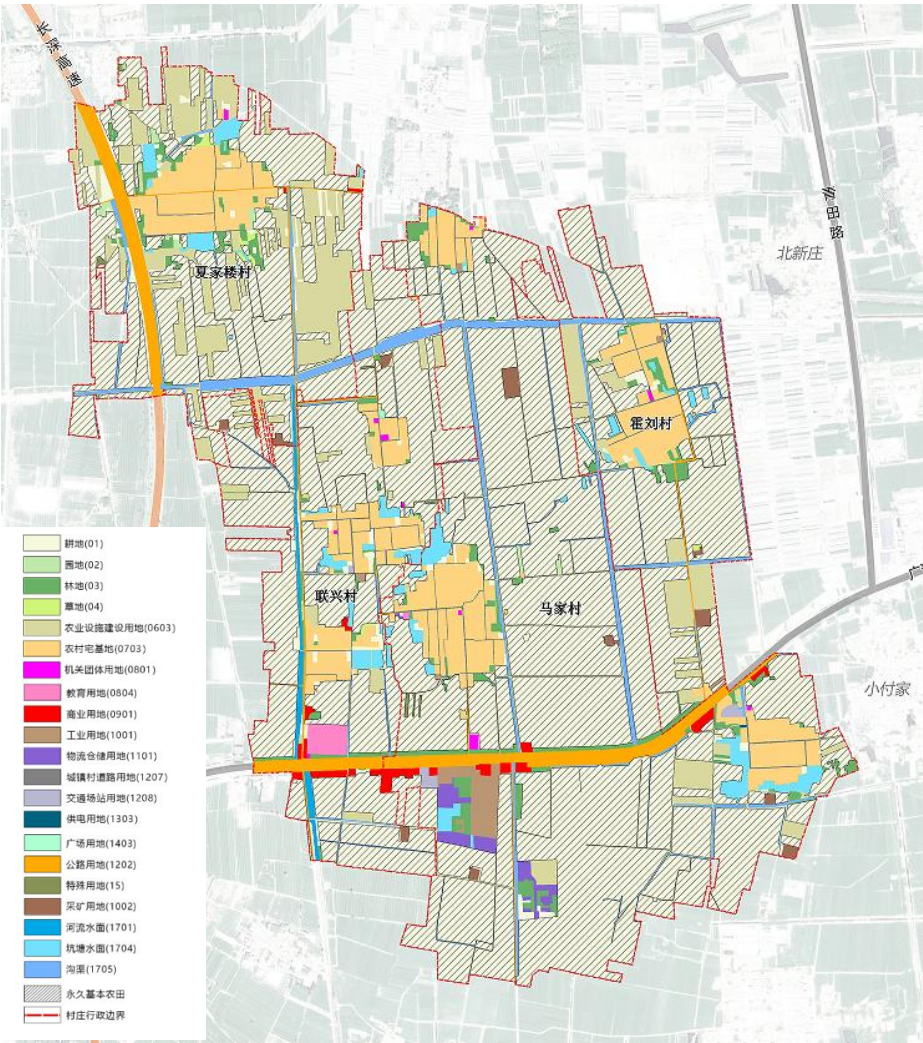 长深高速
乡田路
北新庄
夏家楼村
霍刘村
联兴村
马家村
小付家
耕地(01)
园地(02)
林地(03)
草地(04)
农业设施建设用地(0603)
农村宅基地(0703)
机关团体用地(0801)
教育用地(0804)
商业用地(0901)
工业用地(1001)
物流仓储用地(1101)
城镇村道路用地(1207)
交通场站用地(1208)
供电用地(1303)
广场用地(1403)
公路用地(1202)
特殊用地(15)
采矿用地(1002)
河流水面(1701)
坑塘水面(1704)
沟渠(1705)
永久基本农田
村庄行政边界